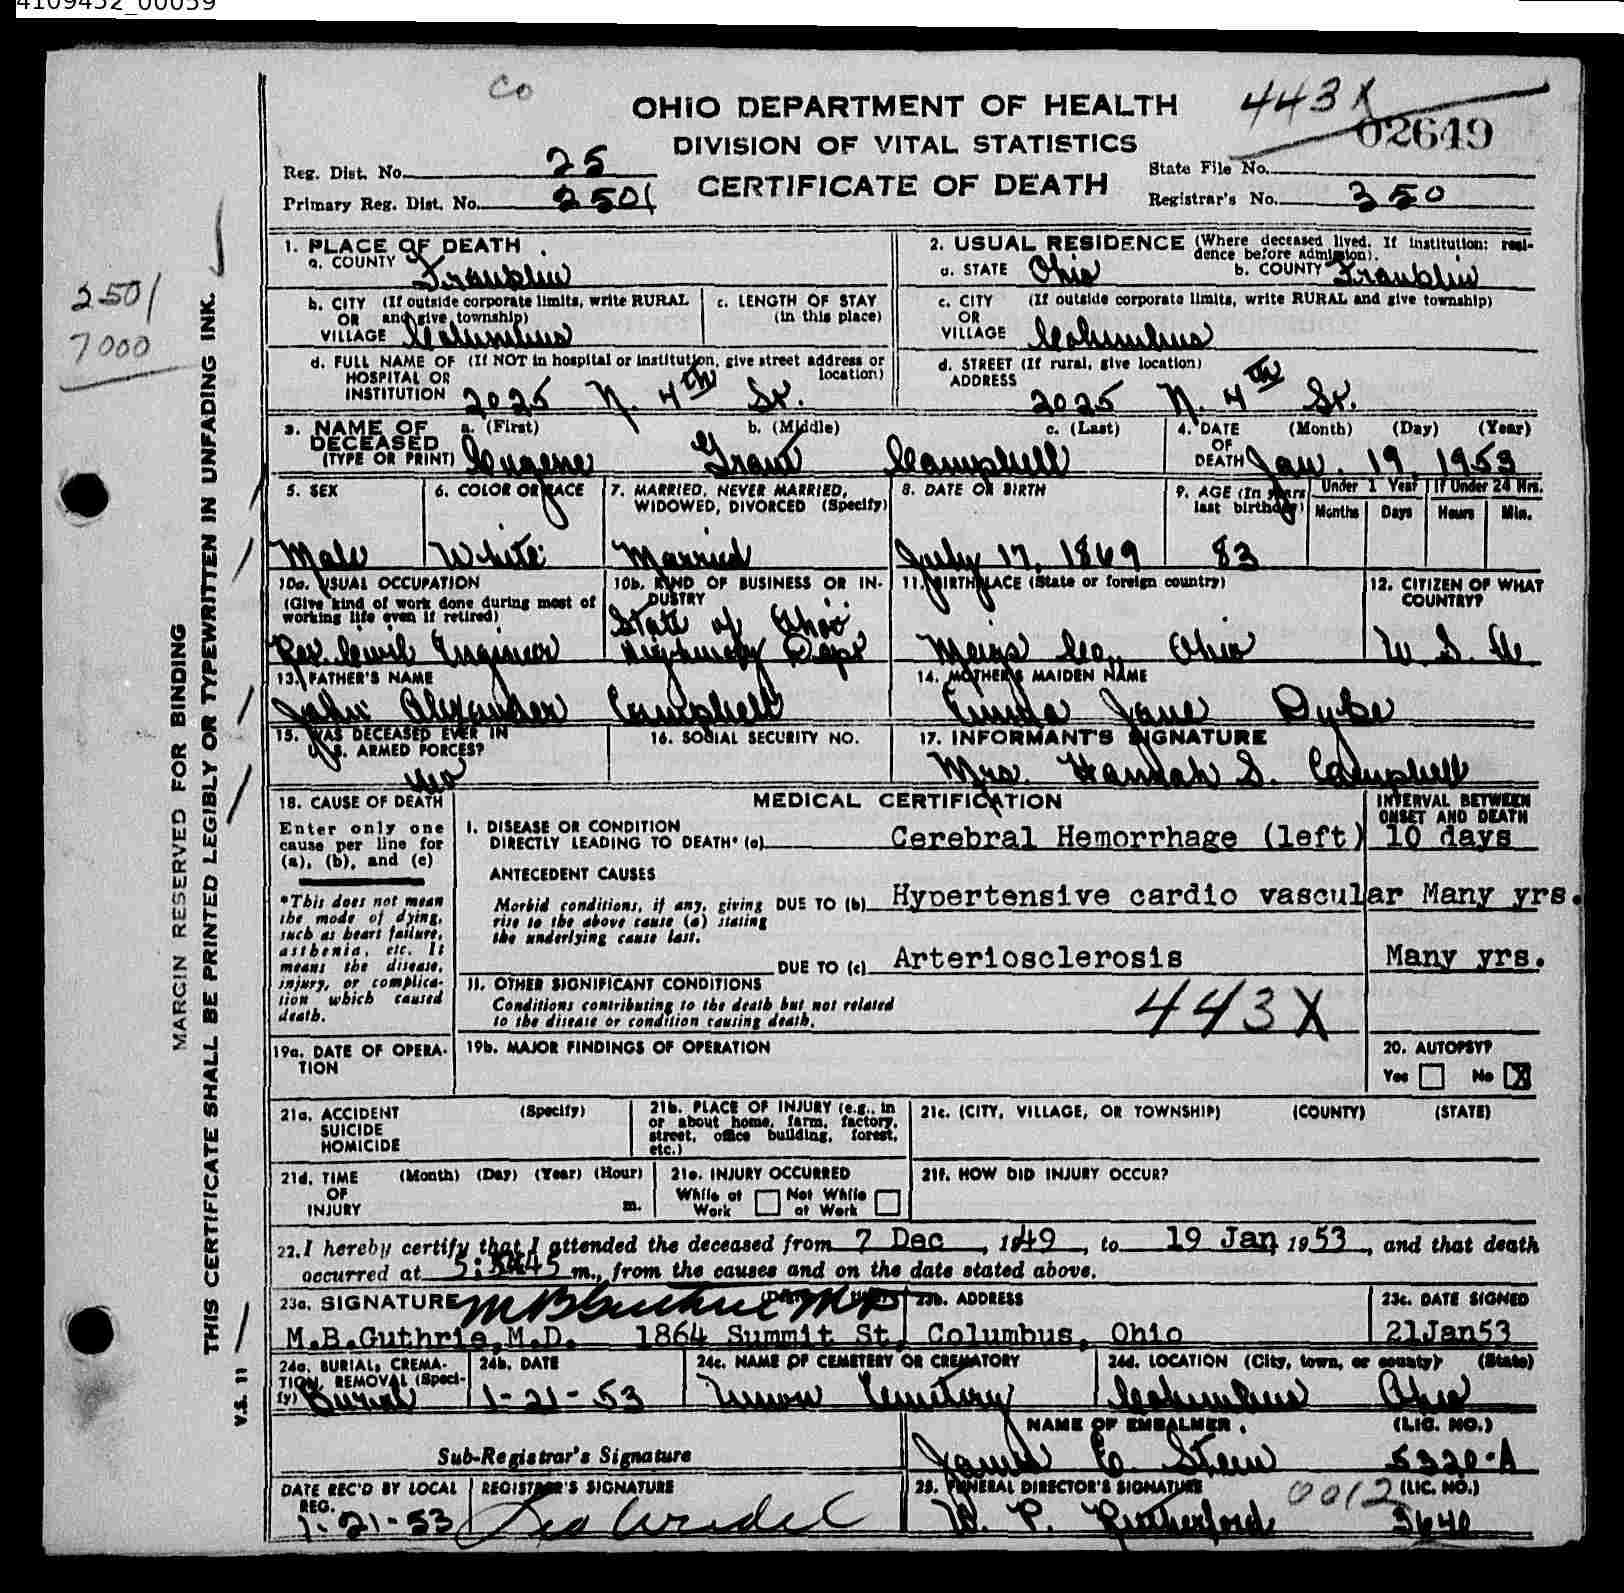 4109452_00059
Co
443X
OHIO DEPARTMENT OF HEALTH
DIVISION OF VITAL STATISTICS
CERTIFICATE OF DEATH
Reg. Dist. No. 25
Primary Reg. Dist. No. 2501
State File No. 02649
Registrar's No. 350
2501
7000
MARGIN RESERVED FOR BINDING
THIS CERTIFICATE SHALL BE PRINTED LEGIBLY OR TYPEWRITTEN IN UNFADING INK.
V.S. 11
1. PLACE OF DEATH
a. COUNTY Franklin
b. CITY (If outside corporate limits, write RURAL
OR and give township)
VILLAGE Columbus
c. LENGTH OF STAY
(in this place)
d. FULL NAME OF (If NOT in hospital or institution, give street address or
HOSPITAL OR location)
INSTITUTION 2025 N. 4th St.
2. USUAL RESIDENCE (Where deceased lived. If institution: resi-
dence before admission).
a. STATE Ohio b. COUNTY Franklin
c. CITY (If outside corporate limits, write RURAL and give township)
OR
VILLAGE Columbus
d. STREET (If rural, give location)
ADDRESS
2025 N. 4th St.
3. NAME OF a. (First) b. (Middle) c. (Last)
DECEASED
(TYPE OR PRINT) Eugene Grant Campbell
4. DATE (Month) (Day) (Year)
OF
DEATH Jan. 19, 1953
5. SEX
Male
6. COLOR OR RACE
White
7. MARRIED, NEVER MARRIED,
WIDOWED, DIVORCED (Specify)
Married
8. DATE OF BIRTH
July 17, 1869
9. AGE (In years
last birthday)
83
Under 1 Year
Months Days
If Under 24 Hrs.
Hours Min.
10a. USUAL OCCUPATION
(Give kind of work done during most of
working life even if retired)
Ret. Civil Engineer
10b. KIND OF BUSINESS OR IN-
DUSTRY
State of Ohio
Highway Dept
11. BIRTHPLACE (State or foreign country)
Meigs Co., Ohio
12. CITIZEN OF WHAT
COUNTRY?
U. S. A.
13. FATHER'S NAME
John Alexander Campbell
14. MOTHER'S MAIDEN NAME
Jane Dyke
15. WAS DECEASED EVER IN
U. S. ARMED FORCES?
Yes
16. SOCIAL SECURITY NO.
17. INFORMANT'S SIGNATURE
Mrs. Hannah S. Campbell
18. CAUSE OF DEATH
Enter only one
cause per line for
(a), (b), and (c)
*This does not mean
the mode of dying,
such as heart failure,
asthenia, etc. It
means the disease,
injury, or complica-
tion which caused
death.
MEDICAL CERTIFICATION
INTERVAL BETWEEN
ONSET AND DEATH
I. DISEASE OR CONDITION
DIRECTLY LEADING TO DEATH* (a) Cerebral Hemorrhage (left) 10 days
ANTECEDENT CAUSES
Morbid conditions, if any, giving DUE TO (b) Hypertensive cardio vascular Many yrs.
rise to the above cause (a) stating
the underlying cause last.
DUE TO (c) Arteriosclerosis Many yrs.
II. OTHER SIGNIFICANT CONDITIONS
Conditions contributing to the death but not related
to the disease or condition causing death.
443X
19a. DATE OF OPERA-
TION
19b. MAJOR FINDINGS OF OPERATION
20. AUTOPSY?
Yes No X
21a. ACCIDENT (Specify)
SUICIDE
HOMICIDE
21b. PLACE OF INJURY (e.g., in
or about home, farm, factory,
street, office building, forest,
etc.)
21c. (CITY, VILLAGE, OR TOWNSHIP) (COUNTY) (STATE)
21d. TIME (Month) (Day) (Year) (Hour)
OF
INJURY m.
21e. INJURY OCCURRED
While at Work Not While at Work
21f. HOW DID INJURY OCCUR?
22. I hereby certify that I attended the deceased from 7 Dec, 1949, to 19 Jan, 1953, and that death
occurred at m., from the causes and on the date stated above.
23a. SIGNATURE M B Guthrie MD
M.B.Guthrie,M.D.
23b. ADDRESS
1864 Summit St, Columbus, Ohio
23c. DATE SIGNED
21Jan53
24a. BURIAL, CREMA-
TION, REMOVAL (Speci-
fy) Burial
24b. DATE
1-21-53
24c. NAME OF CEMETERY OR CREMATORY
Union Cemetery
24d. LOCATION (City, town, or county) (State)
Columbus Ohio
Sub-Registrar's Signature
NAME OF EMBALMER. (LIC. NO.)
James E. Stein 5320-A
DATE REC'D BY LOCAL
REG.
1-21-53
REGISTRAR'S SIGNATURE
25. FUNERAL DIRECTOR'S SIGNATURE 0012 (LIC. NO.)
W. P. Rutherford 3640